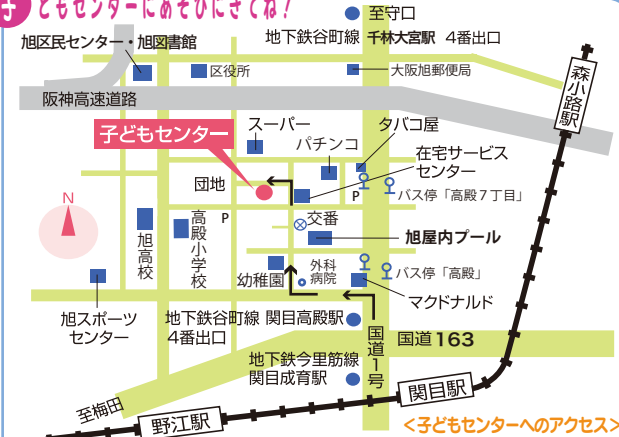 子どもセンターにあそびにきてね!
至守口
地下鉄谷町線 千林大宮駅 4番出口
旭区民センター・旭図書館
区役所
大阪旭郵便局
森小路駅
阪神高速道路
子どもセンター
スーパー
パチンコ
タバコ屋
在宅サービス
センター
団地
P
バス停「高殿7丁目」
N
P
交番
旭屋内プール
旭高校
高殿小学校
幼稚園
外科
病院
バス停「高殿」
マクドナルド
旭スポーツ
センター
地下鉄谷町線 関目高殿駅
4番出口
国道1号
国道163
地下鉄今里筋線
関目成育駅
関目駅
至梅田
野江駅
<子どもセンターへのアクセス>